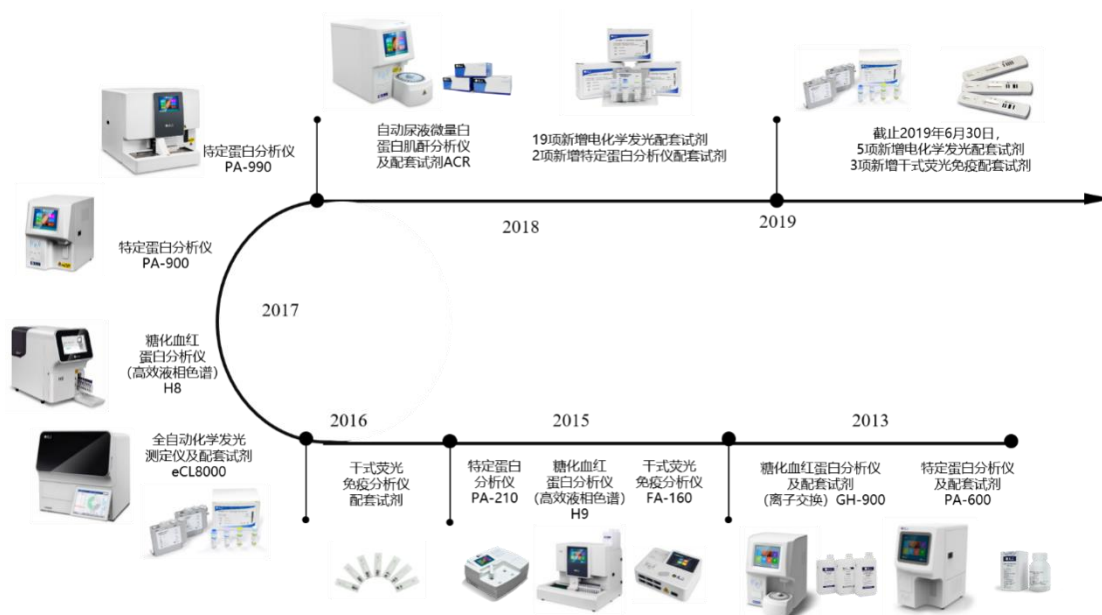 自动尿液微量白
蛋白肌酐分析仪
及配套试剂ACR
19项新增电化学发光配套试剂
2项新增特定蛋白分析仪配套试剂
截止2019年6月30日，
5项新增电化学发光配套试剂
3项新增干式荧光免疫配套试剂
特定蛋白分析仪
PA-990
2018
2019
特定蛋白分析仪
PA-900
2017
糖化血红
蛋白分析仪
（高效液相色谱）
H8
2016
2015
2013
全自动化学发光
测定仪及配套试剂
eCL8000
干式荧光
免疫分析仪
配套试剂
特定蛋白
分析仪
PA-210
糖化血红
蛋白分析仪
（高效液相色谱）
H9
干式荧光
免疫分析仪
FA-160
糖化血红蛋白分析仪
及配套试剂
（离子交换）GH-900
特定蛋白分析仪
及配套试剂
PA-600